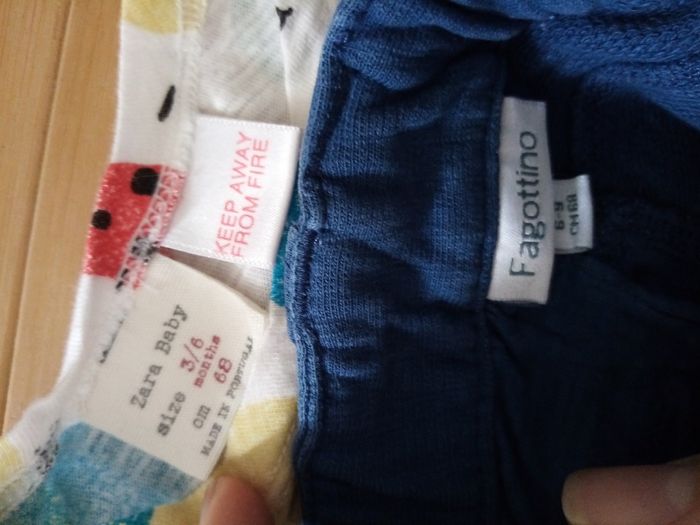 KEEP AWAY
FROM FIRE
Zara Baby
size 3/6
months
cm 68
MADE IN PORTUGAL
Fagottino
6-9
CM 68